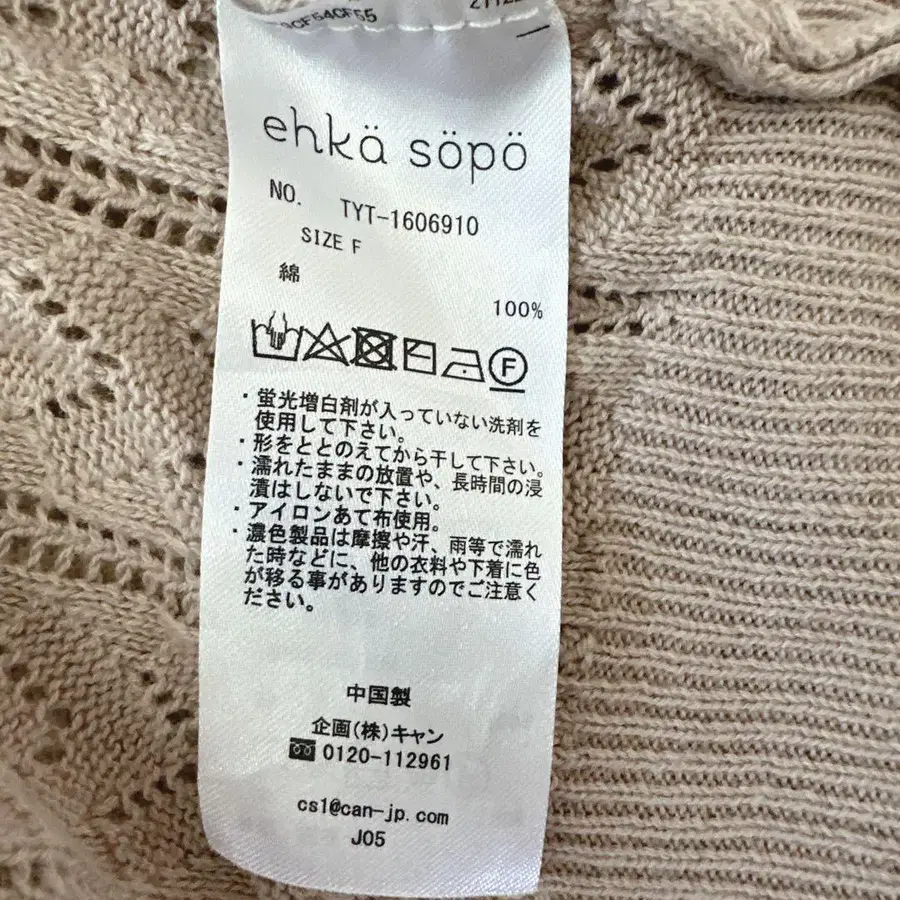 ehkä söpö
NO. TYT-1606910
SIZE F
綿
100%
F
・蛍光増白剤が入っていない洗剤を
使用して下さい。
・形をととのえてから干して下さい。
・濡れたままの放置や、長時間の浸
漬はしないで下さい。
・アイロンあて布使用。
・濃色製品は摩擦や汗、雨等で濡れ
た時などに、他の衣料や下着に色
が移る事がありますのでご注意く
ださい。
中国製
企画(株)キャン
0120-112961
cs1@can-jp.com
J05